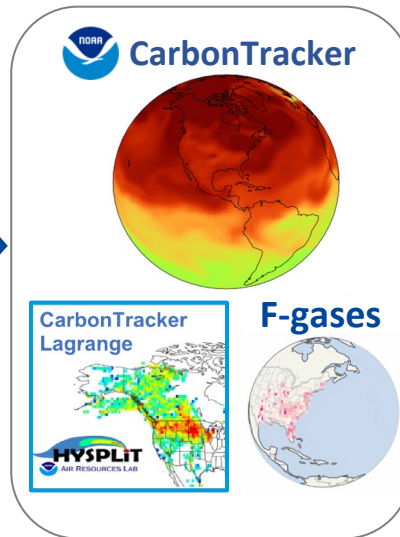 NOAA
CarbonTracker
CarbonTracker
Lagrange
HYSPLiT
AIR RESOURCES LAB
F-gases